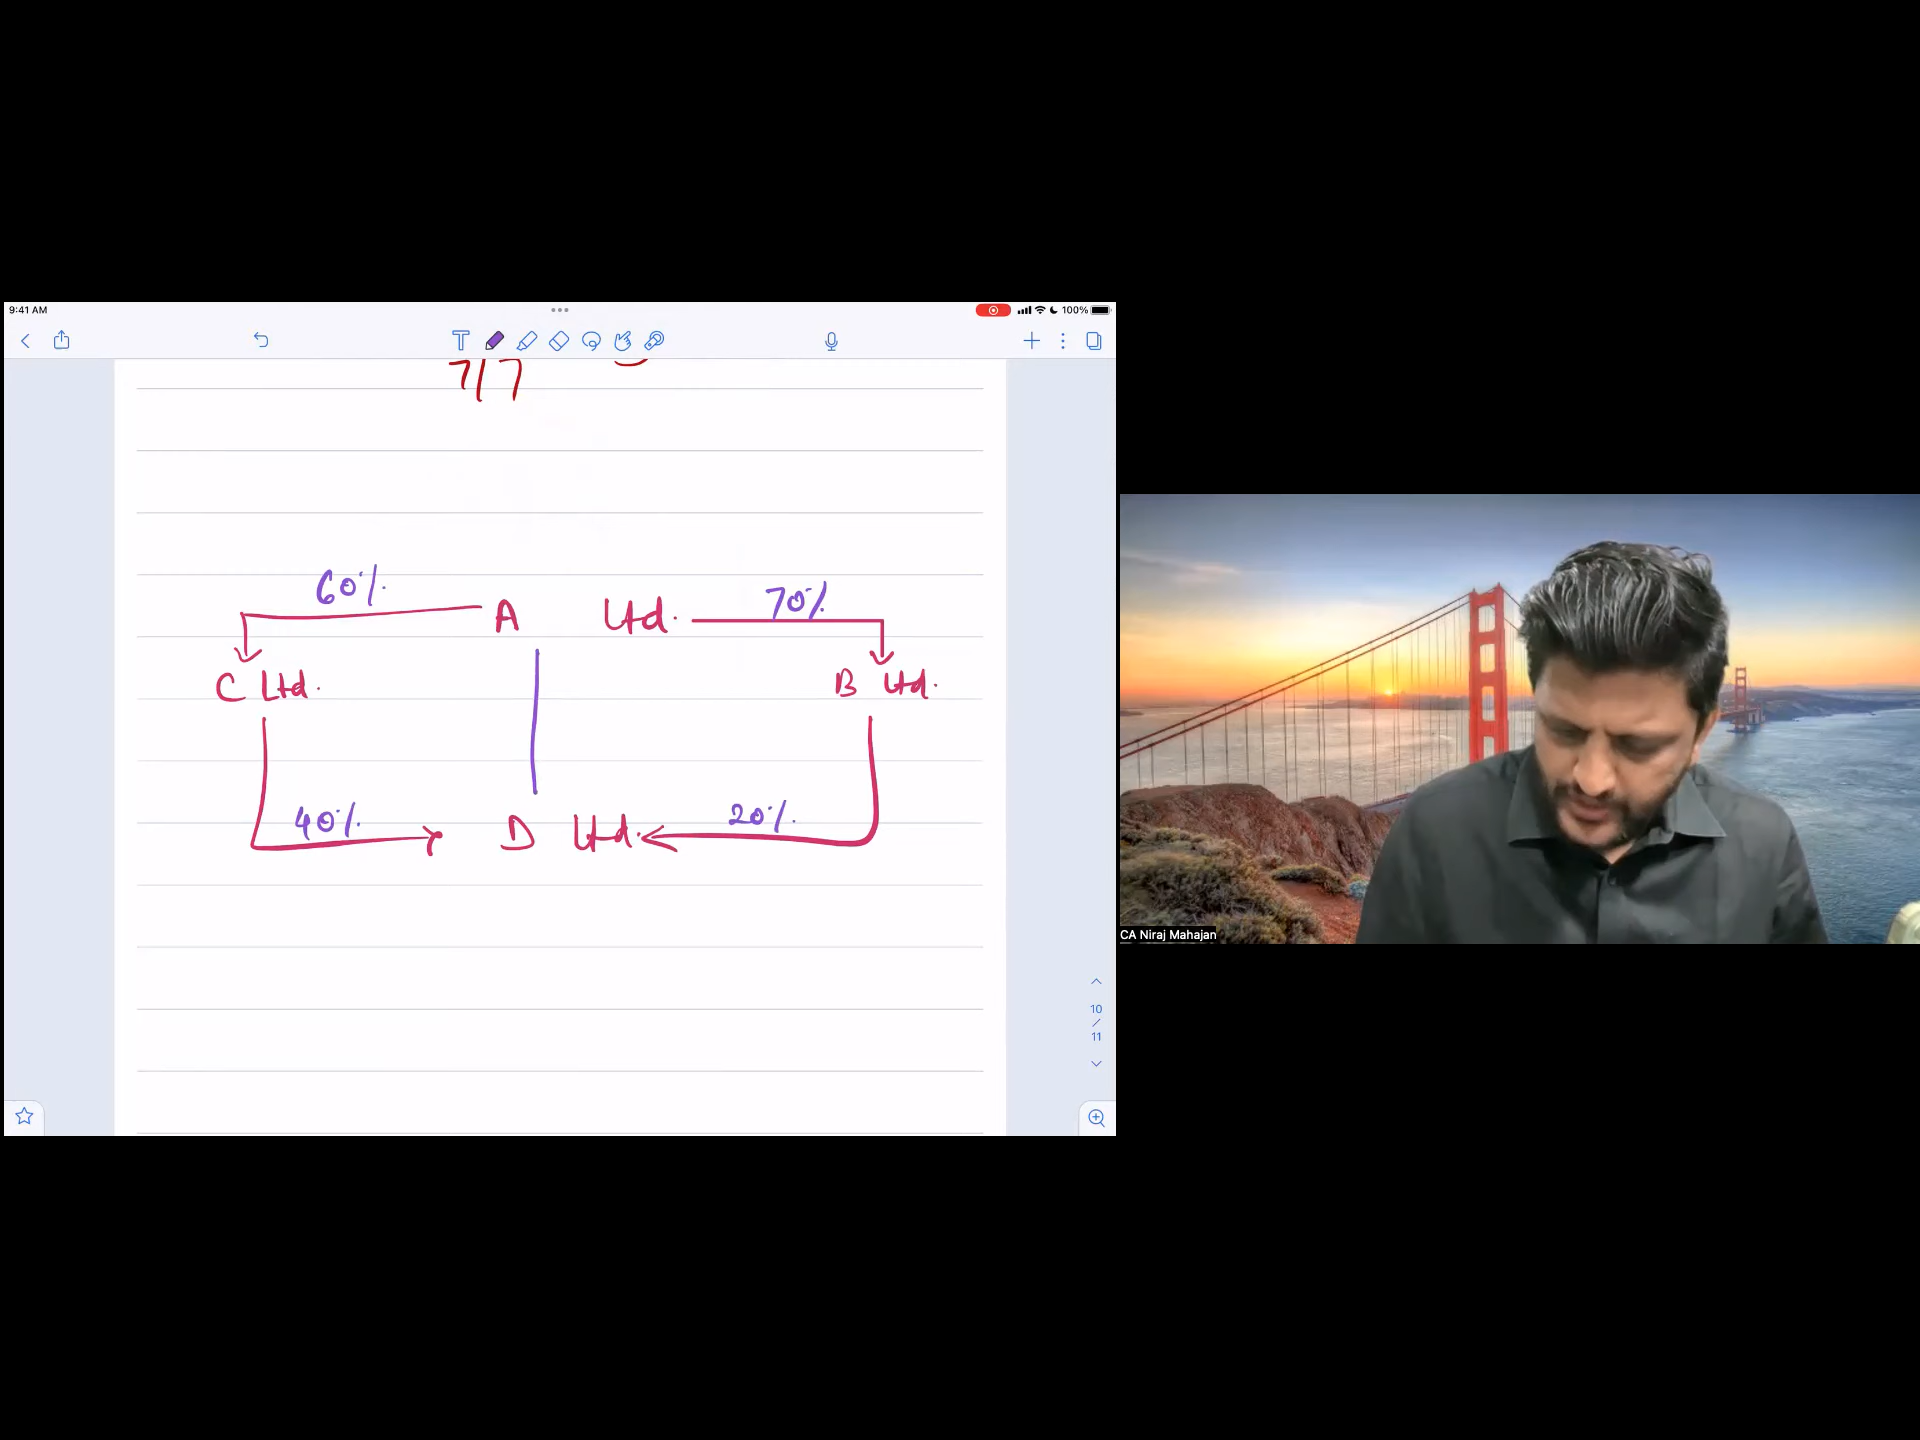 9:41 AM
100%
7/7
60%. A Ltd. 70%
C Ltd. B Ltd.
40%. D Ltd. 20%.
CA Niraj Mahajan
10
/
11